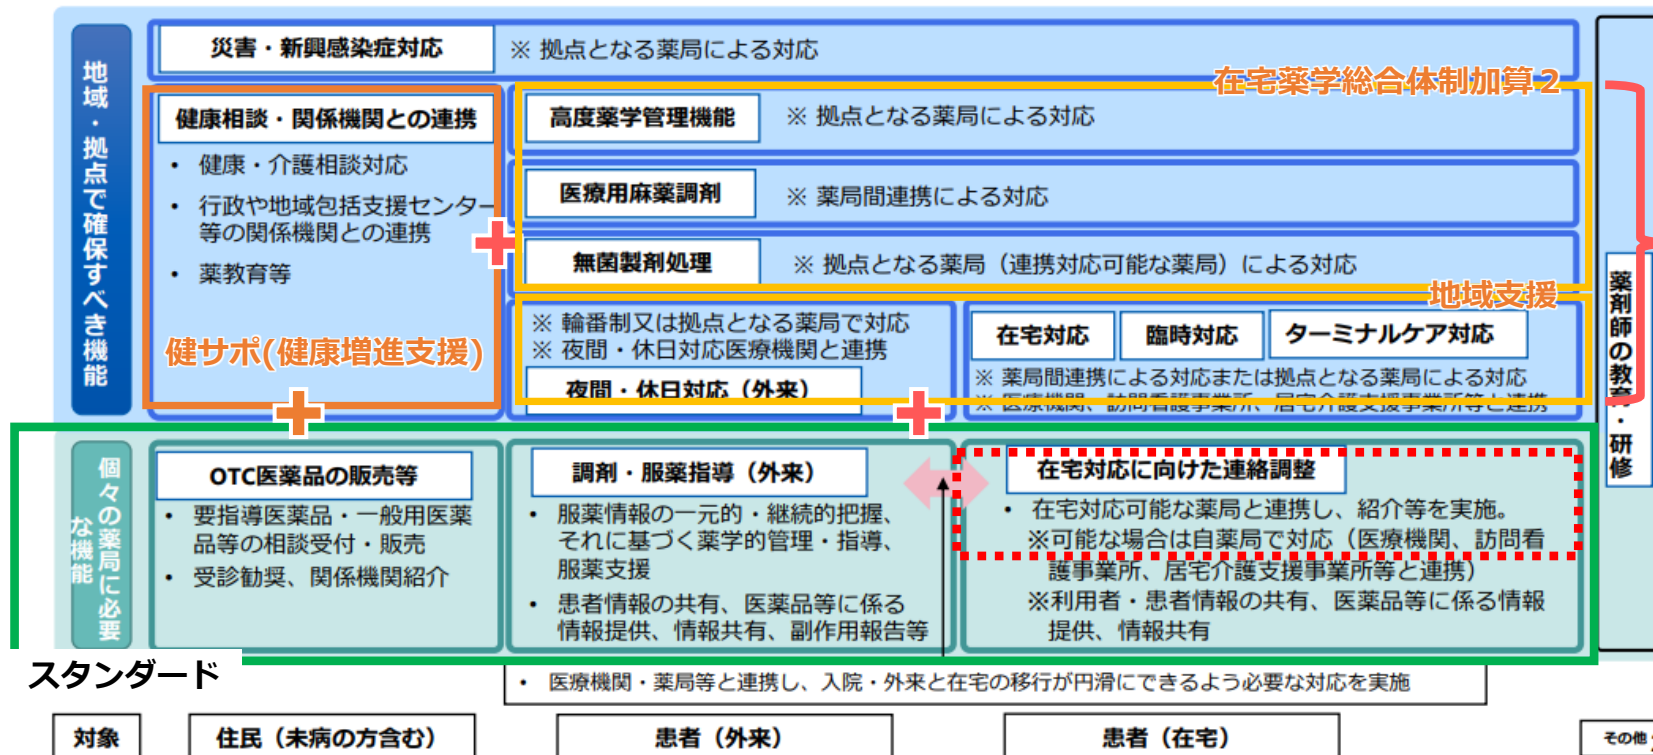 地域・拠点で確保すべき機能
災害・新興感染症対応
※ 拠点となる薬局による対応
在宅薬学総合体制加算２
健康相談・関係機関との連携
• 健康・介護相談対応
• 行政や地域包括支援センター
等の関係機関との連携
• 薬教育等
健サポ(健康増進支援)
高度薬学管理機能
※ 拠点となる薬局による対応
医療用麻薬調剤
※ 薬局間連携による対応
無菌製剤処理
※ 拠点となる薬局（連携対応可能な薬局）による対応
地域支援
※ 輪番制又は拠点となる薬局で対応
※ 夜間・休日対応医療機関と連携
夜間・休日対応（外来）
在宅対応
臨時対応
ターミナルケア対応
※ 薬局間連携による対応または拠点となる薬局による対応
※ 医療機関、訪問看護事業所、居宅介護支援事業所等と連携
薬剤師の教育・研修
個々の薬局に必要
な機能
OTC医薬品の販売等
• 要指導医薬品・一般用医薬
品等の相談受付・販売
• 受診勧奨、関係機関紹介
調剤・服薬指導（外来）
• 服薬情報の一元的・継続的把握、
それに基づく薬学的管理・指導、
服薬支援
• 患者情報の共有、医薬品等に係る
情報提供、情報共有、副作用報告等
在宅対応に向けた連絡調整
• 在宅対応可能な薬局と連携し、紹介等を実施。
※可能な場合は自薬局で対応（医療機関、訪問看
護事業所、居宅介護支援事業所等と連携）
※利用者・患者情報の共有、医薬品等に係る情報
提供、情報共有
スタンダード
• 医療機関・薬局等と連携し、入院・外来と在宅の移行が円滑にできるよう必要な対応を実施
対象
住民（未病の方含む）
患者（外来）
患者（在宅）
その他